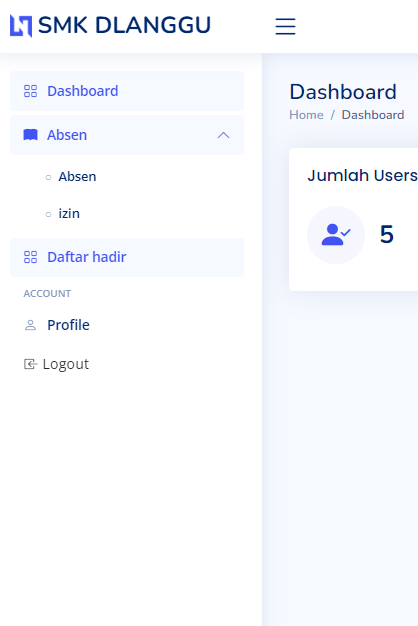 SMK DLANGGU
Dashboard
Absen
Absen
izin
Daftar hadir
ACCOUNT
Profile
Logout
Dashboard
Home / Dashboard
Jumlah Users
5